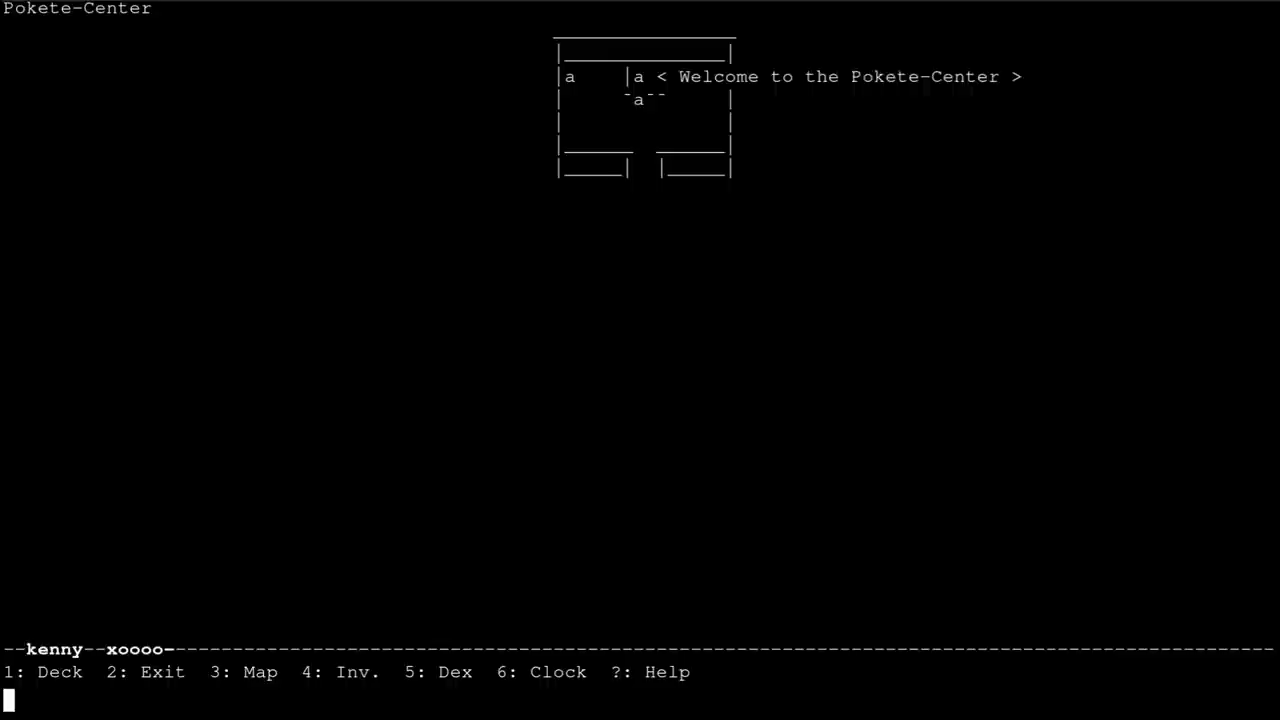 Pokete-Center
a |a < Welcome to the Pokete-Center >
a
--kenny--xoooo-
1: Deck 2: Exit 3: Map 4: Inv. 5: Dex 6: Clock ?: Help